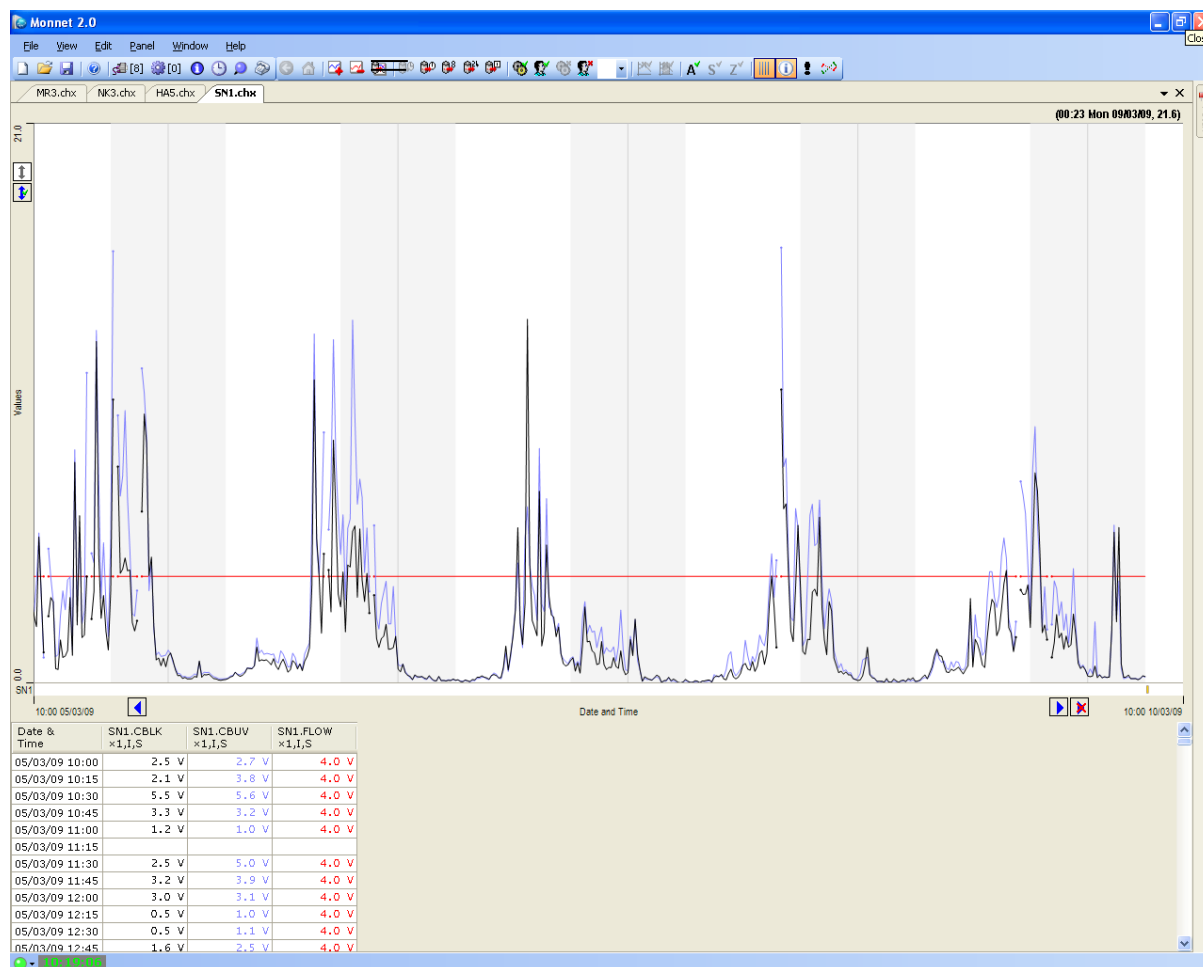 Monnet 2.0
Clos
File View Edit Panel Window Help
[8] [0] A S Z
MR3.chx NK3.chx HA5.chx SN1.chx
(00:23 Mon 09/03/09, 21.6)
21.0
Values
0.0
SN1
10:00 05/03/09 Date and Time 10:00 10/03/09
Date & Time SN1.CBLK ×1,I,S SN1.CBUV ×1,I,S SN1.FLOW ×1,I,S
05/03/09 10:00 2.5 V 2.7 V 4.0 V
05/03/09 10:15 2.1 V 3.8 V 4.0 V
05/03/09 10:30 5.5 V 5.6 V 4.0 V
05/03/09 10:45 3.3 V 3.2 V 4.0 V
05/03/09 11:00 1.2 V 1.0 V 4.0 V
05/03/09 11:15
05/03/09 11:30 2.5 V 5.0 V 4.0 V
05/03/09 11:45 3.2 V 3.9 V 4.0 V
05/03/09 12:00 3.0 V 3.1 V 4.0 V
05/03/09 12:15 0.5 V 1.0 V 4.0 V
05/03/09 12:30 0.5 V 1.1 V 4.0 V
05/03/09 12:45 1.6 V 2.5 V 4.0 V
10:19:06